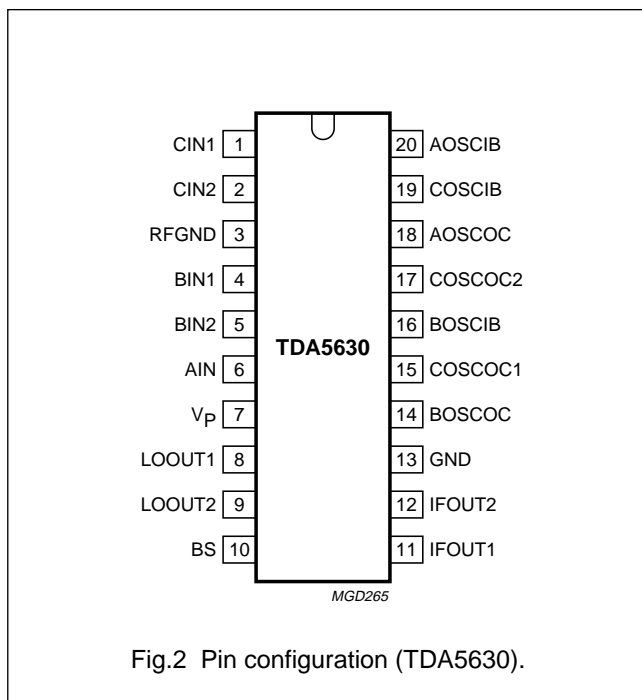 CIN1 1 20 AOSCIB
CIN2 2 19 COSCIB
RFGND 3 18 AOSCOC
BIN1 4 17 COSCOC2
BIN2 5 16 BOSCIB
TDA5630
AIN 6 15 COSCOC1
VP 7 14 BOSCOC
LOOUT1 8 13 GND
LOOUT2 9 12 IFOUT2
BS 10 11 IFOUT1
MGD265
Fig.2 Pin configuration (TDA5630).